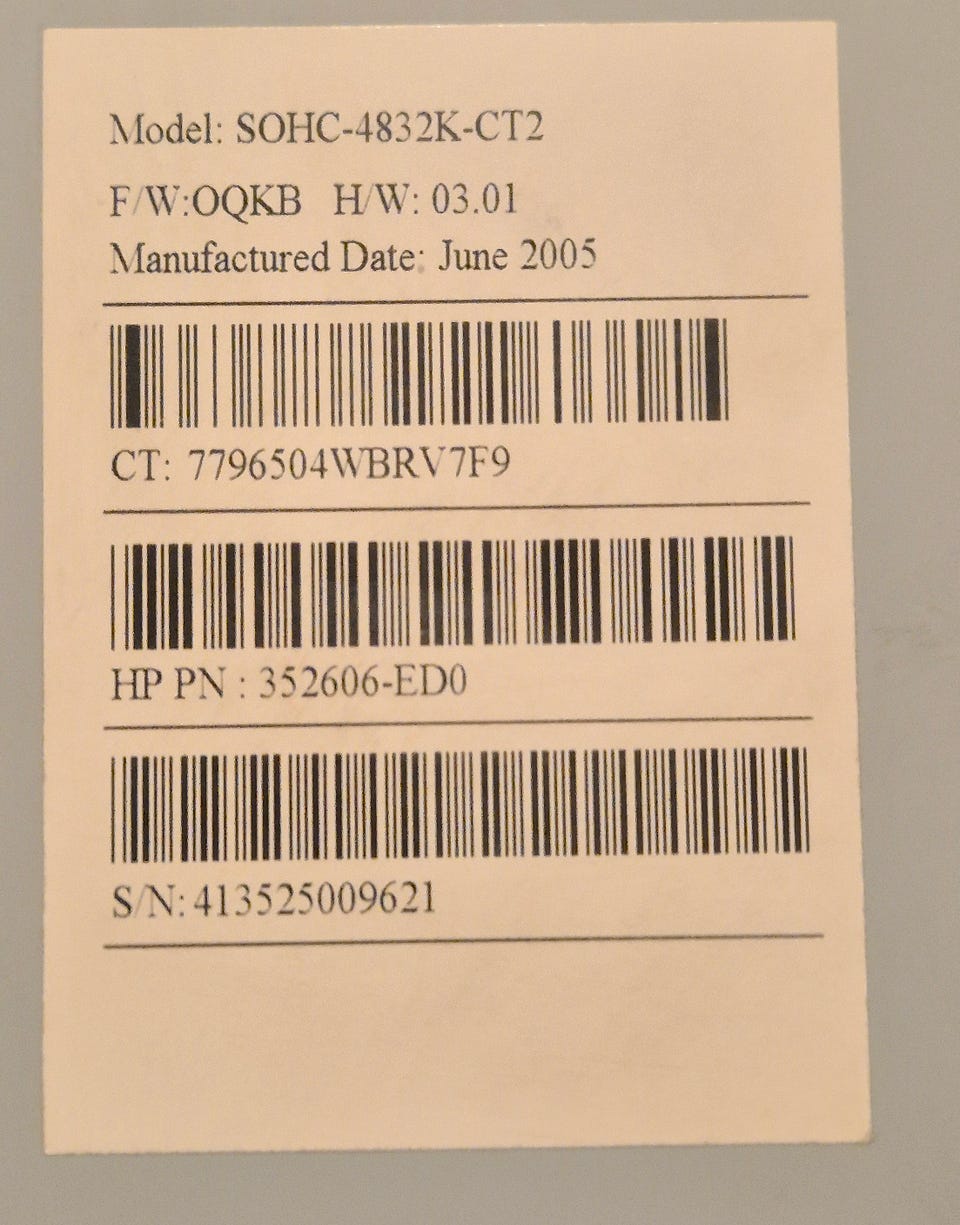 Model: SOHC-4832K-CT2
F/W:OQKB H/W: 03.01
Manufactured Date: June 2005
CT: 7796504WBRV7F9
HP PN : 352606-ED0
S/N: 413525009621